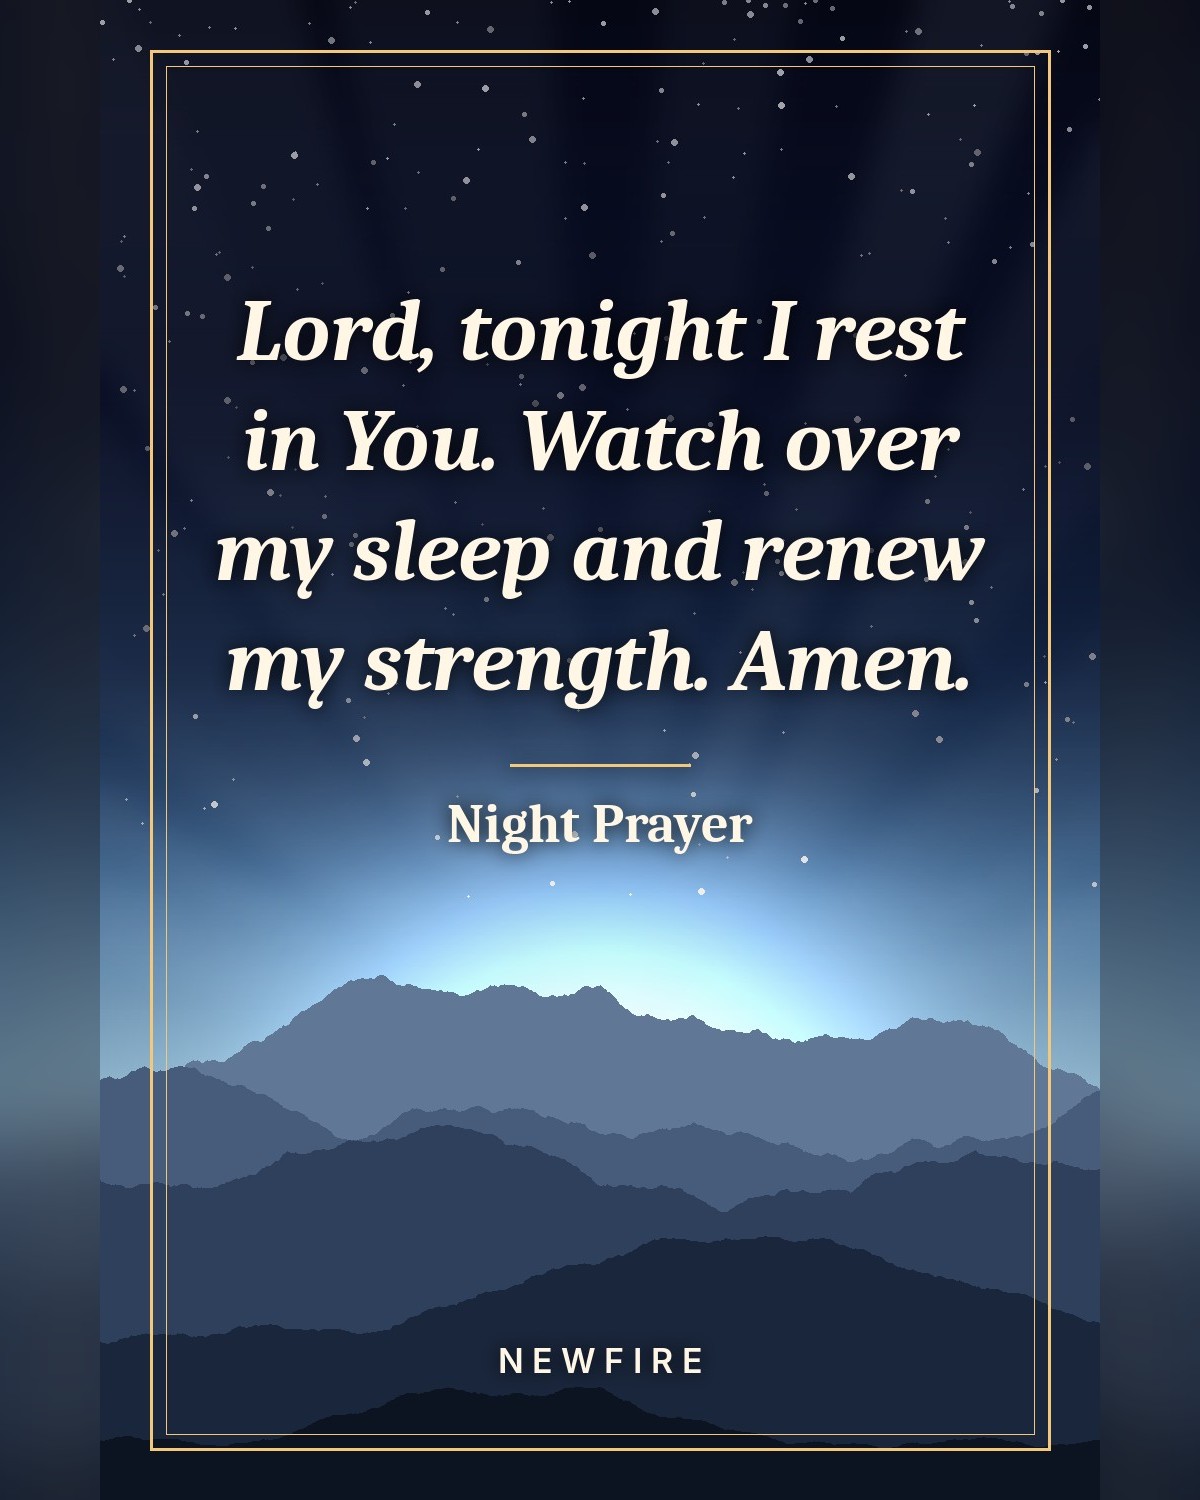 Lord, tonight I rest
in You. Watch over
my sleep and renew
my strength. Amen.
Night Prayer
NEWFIRE